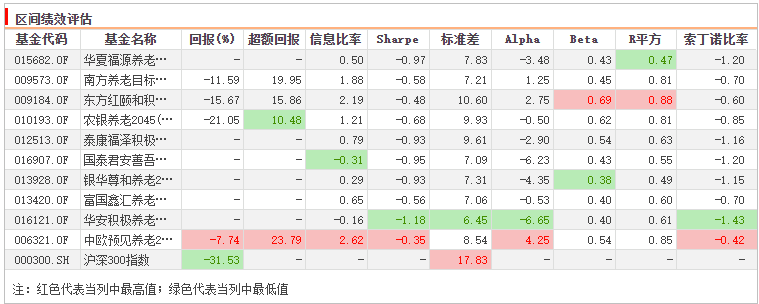 区间绩效评估
基金代码 基金名称 回报(%) 超额回报 信息比率 Sharpe 标准差 Alpha Beta R平方 索丁诺比率
015682.OF 华夏福源养老… – – 0.50 -0.97 7.83 -3.48 0.43 0.47 -1.20
009573.OF 南方养老目标… -11.59 19.95 1.88 -0.58 7.21 1.25 0.45 0.81 -0.70
009184.OF 东方红颐和积… -15.67 15.86 2.19 -0.48 10.60 2.75 0.69 0.88 -0.60
010193.OF 农银养老2045(… -21.05 10.48 1.21 -0.68 9.93 -0.50 0.62 0.81 -0.85
012513.OF 泰康福泽积极… – – 0.79 -0.93 9.61 -2.90 0.54 0.63 -1.16
016907.OF 国泰君安善吾… – – -0.31 -0.95 7.09 -6.23 0.43 0.55 -1.20
013928.OF 银华尊和养老2… – – 0.29 -0.93 7.31 -4.35 0.38 0.49 -1.15
013420.OF 富国鑫汇养老… – – 0.65 -0.56 7.06 -0.53 0.40 0.60 -0.70
016121.OF 华安积极养老… – – -0.16 -1.18 6.45 -6.65 0.40 0.61 -1.43
006321.OF 中欧预见养老2… -7.74 23.79 2.62 -0.35 8.54 4.25 0.54 0.85 -0.42
000300.SH 沪深300指数 -31.53 – – – 17.83 – – – –
注: 红色代表当列中最高值; 绿色代表当列中最低值